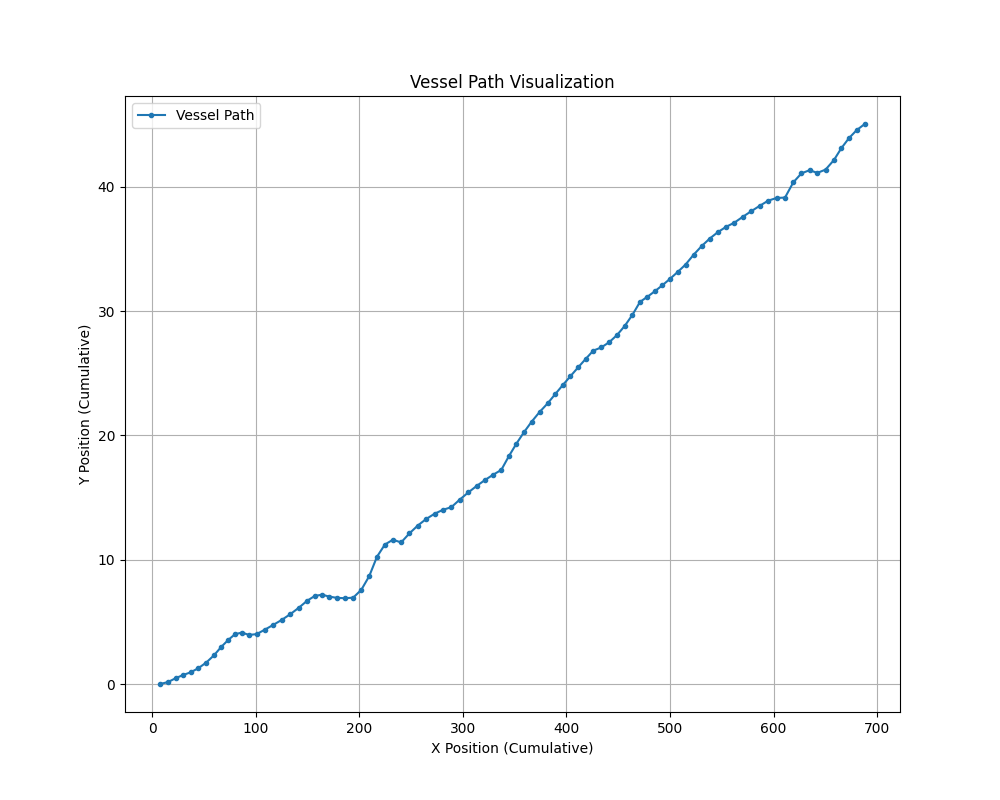 Vessel Path Visualization
Vessel Path
Y Position (Cumulative)
40
30
20
10
0
0 100 200 300 400 500 600 700
X Position (Cumulative)